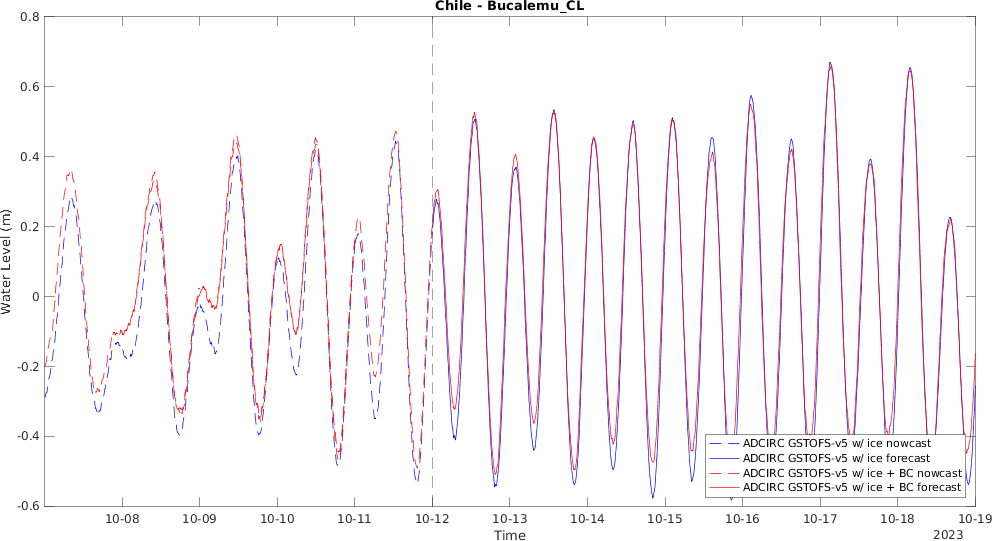 Chile - Bucalemu_CL
Water Level (m)
0.8
0.6
0.4
0.2
0
-0.2
-0.4
-0.6
ADCIRC GSTOFS-v5 w/ ice nowcast
ADCIRC GSTOFS-v5 w/ ice forecast
ADCIRC GSTOFS-v5 w/ ice + BC nowcast
ADCIRC GSTOFS-v5 w/ ice + BC forecast
10-08 10-09 10-10 10-11 10-12 10-13 10-14 10-15 10-16 10-17 10-18 10-19
Time
2023